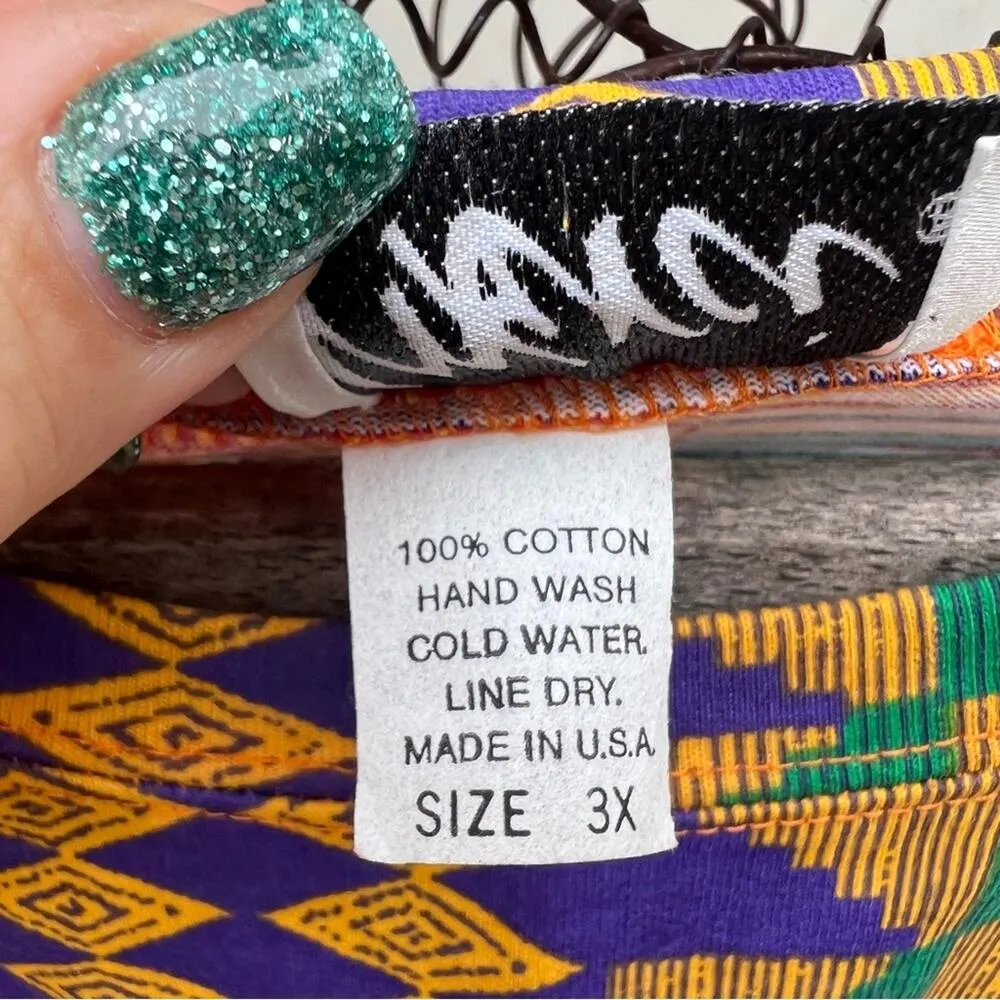 100% COTTON
HAND WASH
COLD WATER.
LINE DRY.
MADE IN U.S.A.
SIZE 3X